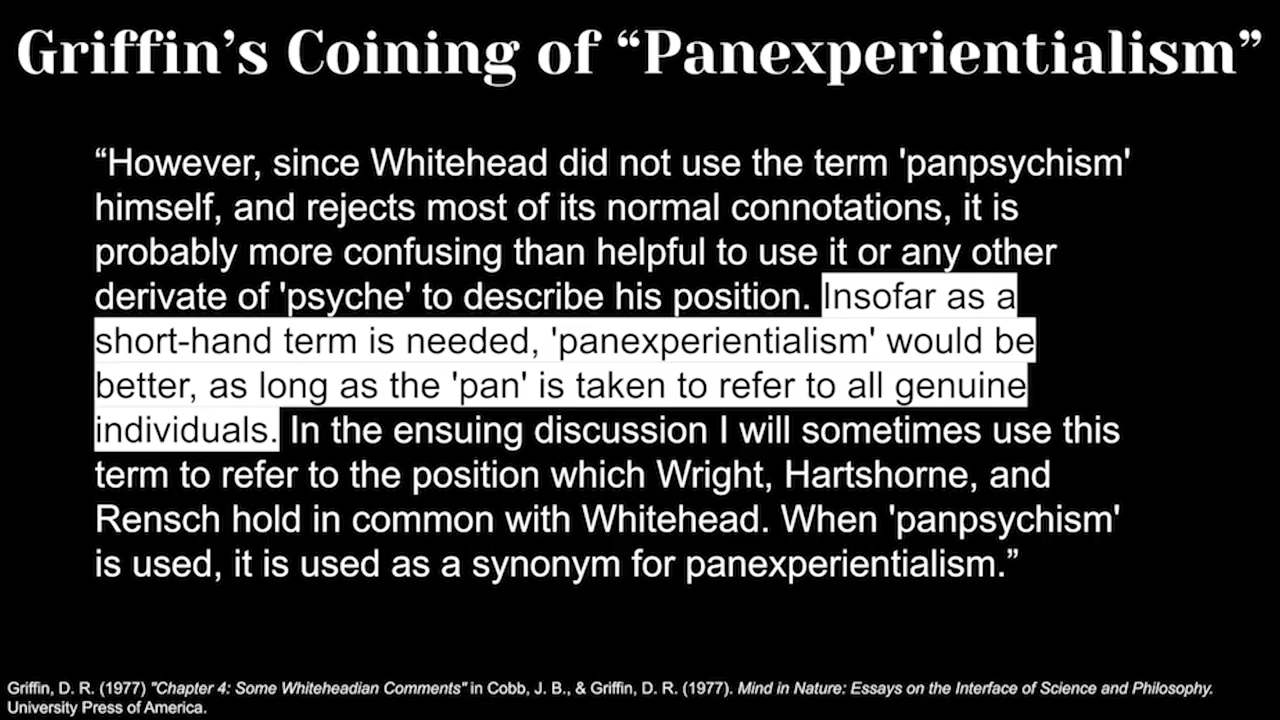 Griffin’s Coining of “Panexperientialism”
“However, since Whitehead did not use the term 'panpsychism'
himself, and rejects most of its normal connotations, it is
probably more confusing than helpful to use it or any other
derivate of 'psyche' to describe his position. Insofar as a
short-hand term is needed, 'panexperientialism' would be
better, as long as the 'pan' is taken to refer to all genuine
individuals. In the ensuing discussion I will sometimes use this
term to refer to the position which Wright, Hartshorne, and
Rensch hold in common with Whitehead. When 'panpsychism'
is used, it is used as a synonym for panexperientialism.”
Griffin, D. R. (1977) "Chapter 4: Some Whiteheadian Comments" in Cobb, J. B., & Griffin, D. R. (1977). Mind in Nature: Essays on the Interface of Science and Philosophy.
University Press of America.